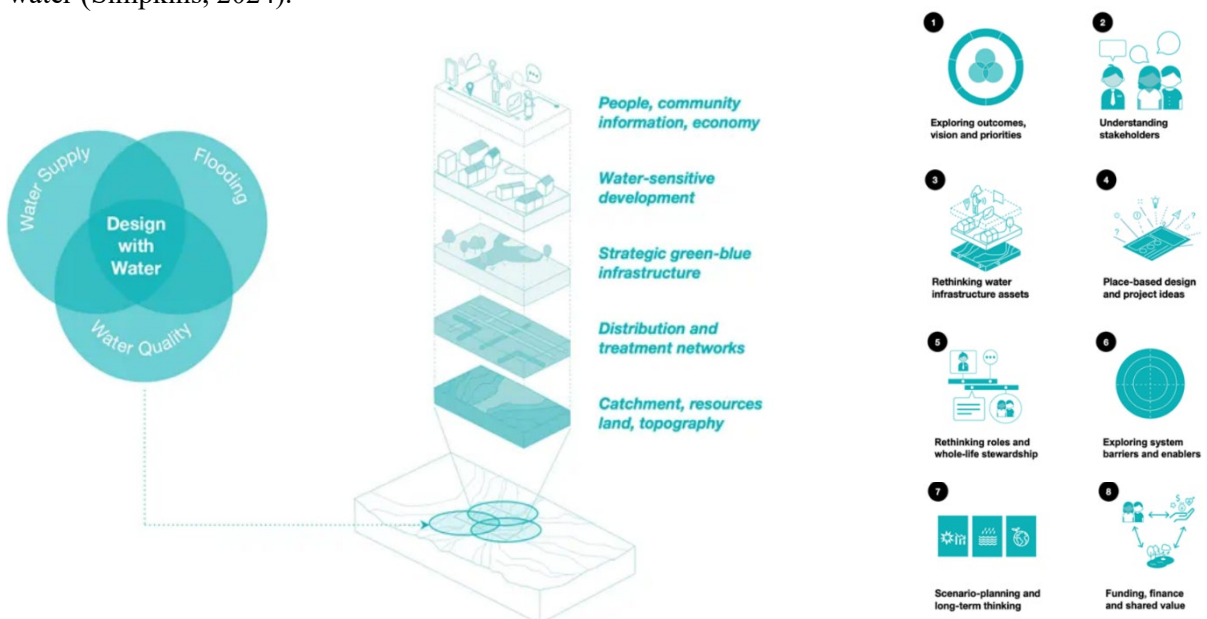 water (Simpkins, 2024).
Water Supply
Flooding
Design
with
Water
Water Quality
People, community
information, economy
Water-sensitive
development
Strategic green-blue
infrastructure
Distribution and
treatment networks
Catchment, resources
land, topography
1
Exploring outcomes,
vision and priorities
2
Understanding
stakeholders
3
Rethinking water
infrastructure assets
4
Place-based design
and project ideas
5
Rethinking roles and
whole-life stewardship
6
Exploring system
barriers and enablers
7
Scenario-planning and
long-term thinking
8
Funding, finance
and shared value